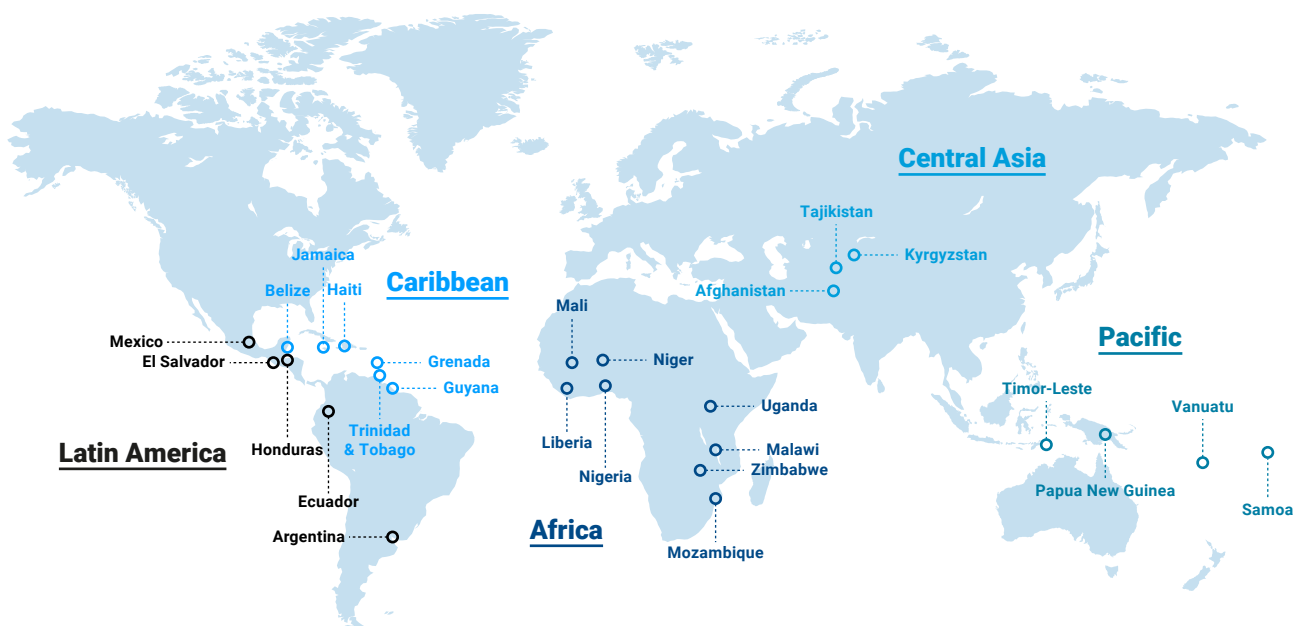 Central Asia
Tajikistan
Kyrgyzstan
Afghanistan
Caribbean
Jamaica
Belize
Haiti
Grenada
Guyana
Trinidad
& Tobago
Latin America
Mexico
El Salvador
Honduras
Ecuador
Argentina
Africa
Mali
Niger
Liberia
Nigeria
Uganda
Malawi
Zimbabwe
Mozambique
Pacific
Timor-Leste
Vanuatu
Papua New Guinea
Samoa